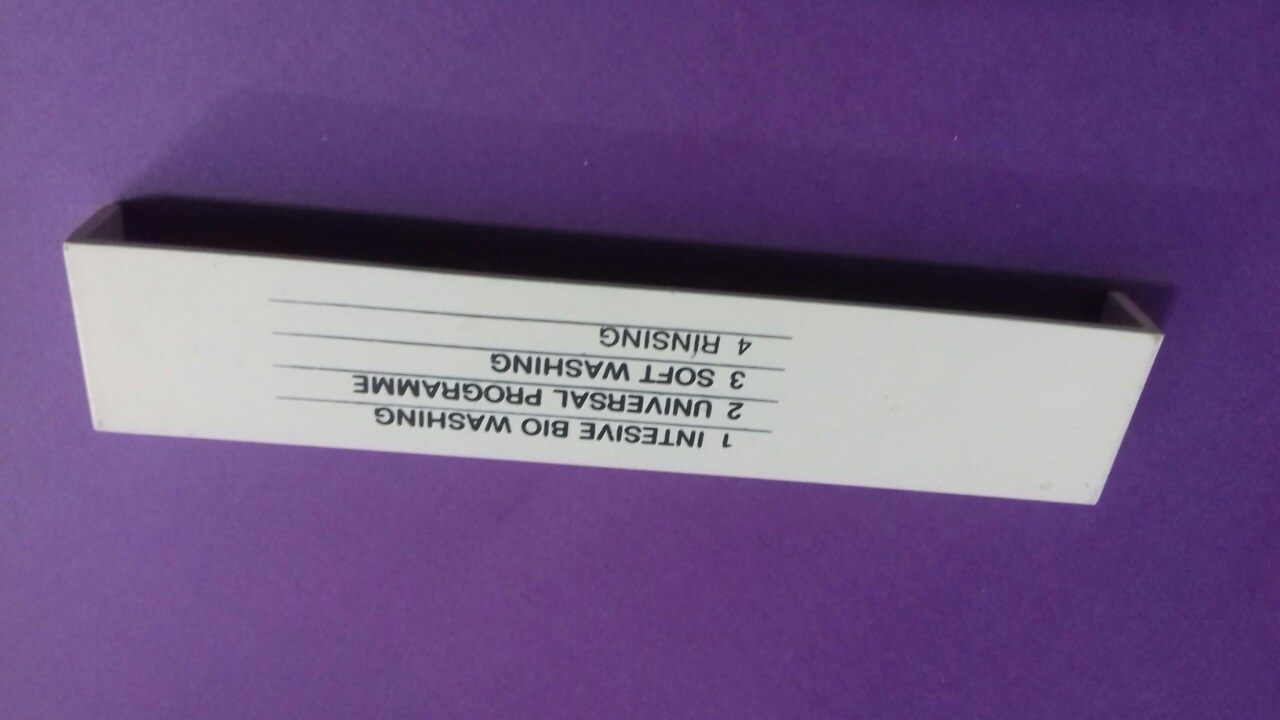 1 INTESIVE BIO WASHING
2 UNIVERSAL PROGRAMME
3 SOFT WASHING
4 RINSING